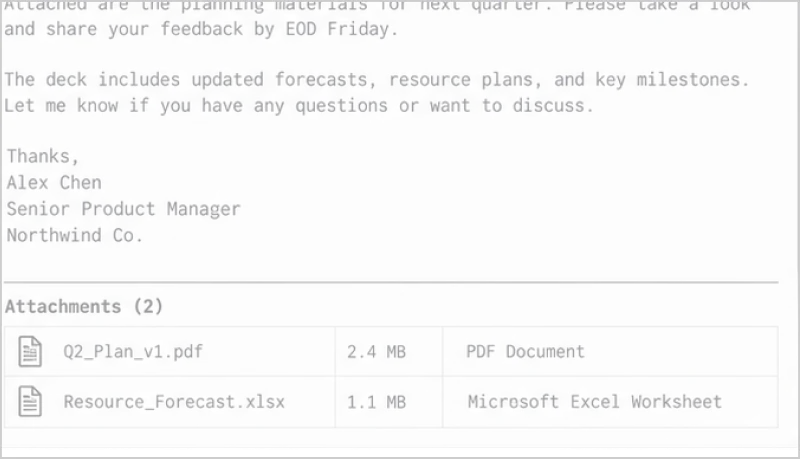 Attached are the planning materials for next quarter. Please take a look
and share your feedback by EOD Friday.
The deck includes updated forecasts, resource plans, and key milestones.
Let me know if you have any questions or want to discuss.
Thanks,
Alex Chen
Senior Product Manager
Northwind Co.
Attachments (2)
Q2_Plan_v1.pdf 2.4 MB PDF Document
Resource_Forecast.xlsx 1.1 MB Microsoft Excel Worksheet